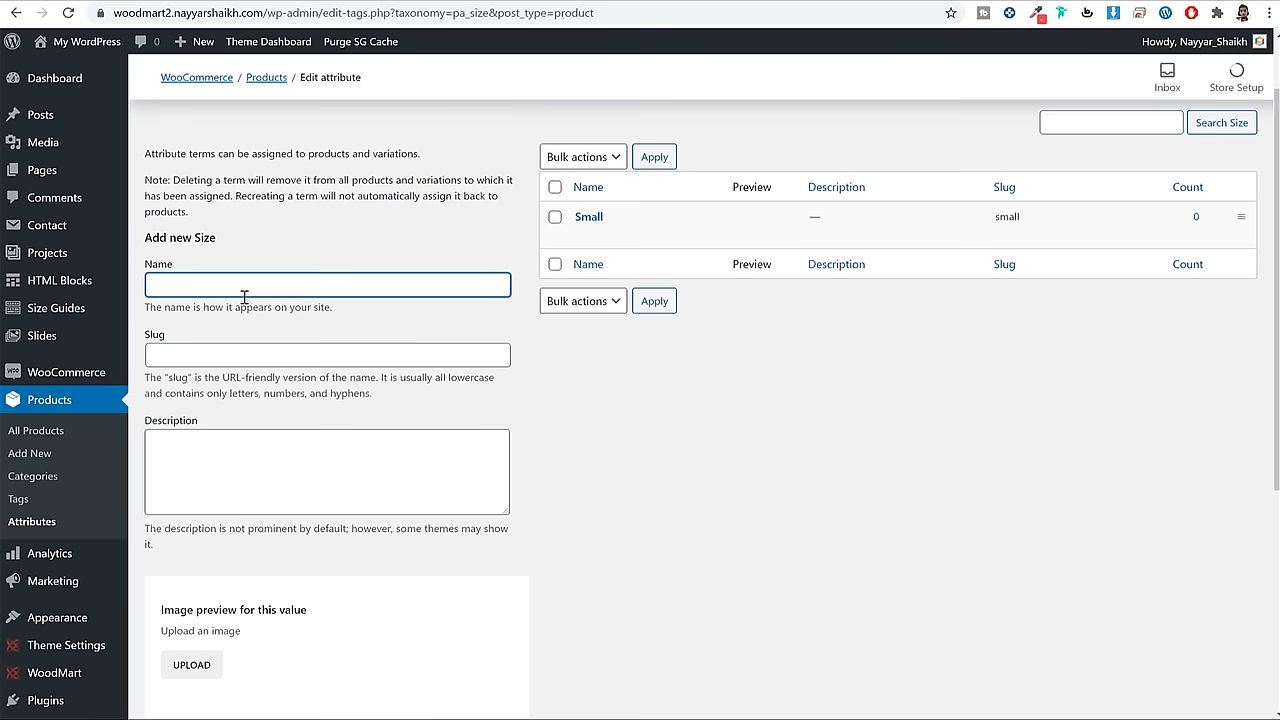 woodmart2.nayyarshaikh.com/wp-admin/edit-tags.php?taxonomy=pa_size&post_type=product
My WordPress
0
New
Theme Dashboard
Purge SG Cache
Howdy, Nayyar_Shaikh
Dashboard
Posts
Media
Pages
Comments
Contact
Projects
HTML Blocks
Size Guides
Slides
WooCommerce
Products
All Products
Add New
Categories
Tags
Attributes
Analytics
Marketing
Appearance
Theme Settings
WoodMart
Plugins
WooCommerce / Products / Edit attribute
Inbox
Store Setup
Search Size
Attribute terms can be assigned to products and variations.
Note: Deleting a term will remove it from all products and variations to which it
has been assigned. Recreating a term will not automatically assign it back to
products.
Add new Size
Name
The name is how it appears on your site.
Slug
The “slug” is the URL-friendly version of the name. It is usually all lowercase
and contains only letters, numbers, and hyphens.
Description
The description is not prominent by default; however, some themes may show
it.
Image preview for this value
Upload an image
UPLOAD
Bulk actions
Apply
Name Preview Description Slug Count
Small — small 0
Name Preview Description Slug Count
Bulk actions
Apply